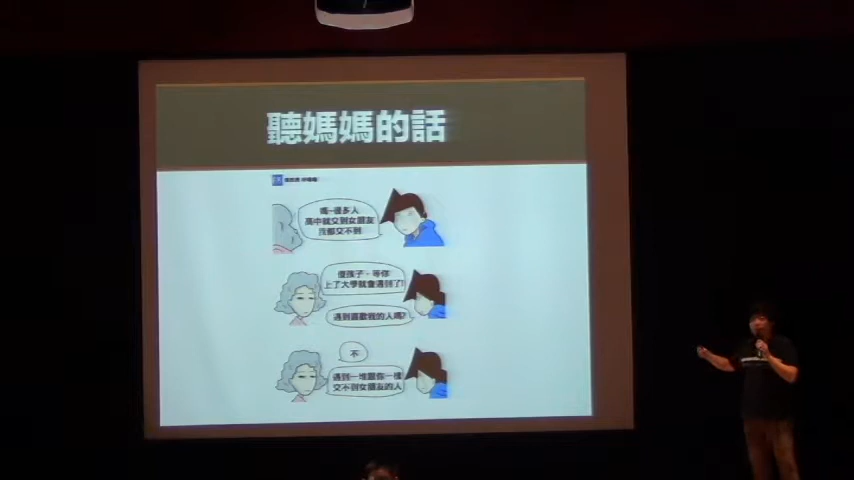 聽媽媽的話
媽~很多人
高中就交到女朋友
我都交不到
傻孩子，等你
上了大學就會遇到了!
遇到喜歡我的人嗎?
不
遇到一堆跟你一樣
交不到女朋友的人